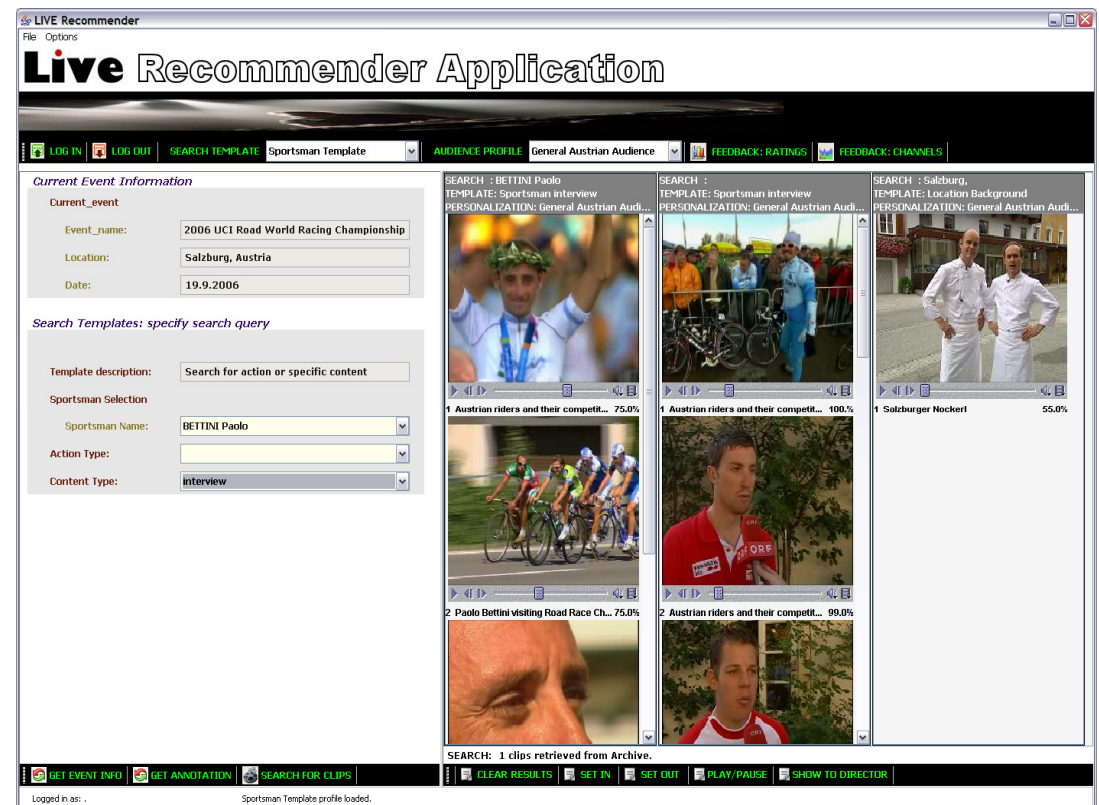 LIVE Recommender
File Options
Live Recommender Application
LOG IN LOG OUT SEARCH TEMPLATE Sportsman Template AUDIENCE PROFILE General Austrian Audience FEEDBACK: RATINGS FEEDBACK: CHANNELS
Current Event Information
Current_event
Event_name: 2006 UCI Road World Racing Championship
Location: Salzburg, Austria
Date: 19.9.2006
Search Templates: specify search query
Template description: Search for action or specific content
Sportsman Selection
Sportsman Name: BETTINI Paolo
Action Type:
Content Type: interview
SEARCH : BETTINI Paolo
TEMPLATE: Sportsman interview
PERSONALIZATION: General Austrian Audi...
1 Austrian riders and their competit... 75.0%
2 Paolo Bettini visiting Road Race Ch... 75.0%
SEARCH :
TEMPLATE: Sportsman interview
PERSONALIZATION: General Austrian Audi...
1 Austrian riders and their competit... 100.%
ORF
ORF
2 Austrian riders and their competit... 99.0%
SEARCH : Salzburg,
TEMPLATE: Location Background
PERSONALIZATION: General Austrian Audi...
1 Salzburger Nockerl 55.0%
SEARCH: 1 clips retrieved from Archive.
GET EVENT INFO GET ANNOTATION SEARCH FOR CLIPS CLEAR RESULTS SET IN SET OUT PLAY/PAUSE SHOW TO DIRECTOR
Logged in as: . Sportsman Template profile loaded.